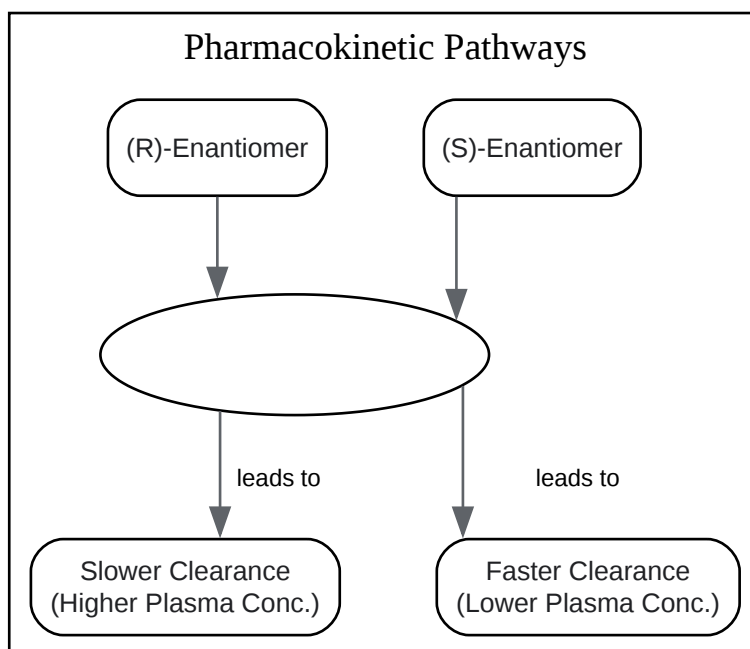 Pharmacokinetic Pathways
(R)-Enantiomer
(S)-Enantiomer
leads to
leads to
Slower Clearance
(Higher Plasma Conc.)
Faster Clearance
(Lower Plasma Conc.)